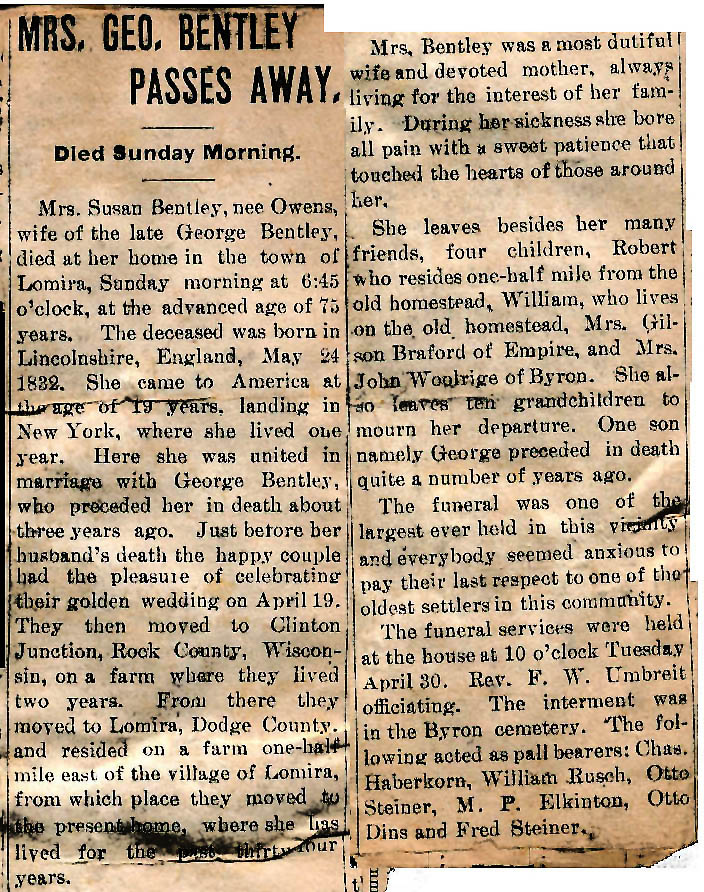 MRS. GEO. BENTLEY
PASSES AWAY.
Died Sunday Morning.
Mrs. Susan Bentley, nee Owens,
wife of the late George Bentley,
died at her home in the town of
Lomira, Sunday morning at 6:45
o'clock, at the advanced age of 75
years. The deceased was born in
Lincolnshire, England, May 24
1832. She came to America at
the age of 19 years, landing in
New York, where she lived one
year. Here she was united in
marriage with George Bentley,
who preceded her in death about
three years ago. Just before her
husband's death the happy couple
had the pleasure of celebrating
their golden wedding on April 19.
They then moved to Clinton
Junction, Rock County, Wiscon-
sin, on a farm where they lived
two years. From there they
moved to Lomira, Dodge County,
and resided on a farm one-half
mile east of the village of Lomira,
from which place they moved to
the present home, where she has
lived for the past thirty four
years.
Mrs. Bentley was a most dutiful
wife and devoted mother, always
living for the interest of her fam-
ily. During her sickness she bore
all pain with a sweet patience that
touched the hearts of those around
her.
She leaves besides her many
friends, four children, Robert
who resides one-half mile from the
old homestead, William, who lives
on the old homestead, Mrs. Gil-
son Braford of Empire, and Mrs.
John Woolrige of Byron. She al-
so leaves ten grandchildren to
mourn her departure. One son
namely George preceded in death
quite a number of years ago.
The funeral was one of the
largest ever held in this vicinity
and everybody seemed anxious to
pay their last respect to one of the
oldest settlers in this community.
The funeral services were held
at the house at 10 o'clock Tuesday
April 30. Rev. F. W. Umbreit
officiating. The interment was
in the Byron cemetery. The fol-
lowing acted as pall bearers: Chas.
Haberkorn, William Rusch, Otto
Steiner, M. P. Elkinton, Otto
Dins and Fred Steiner.